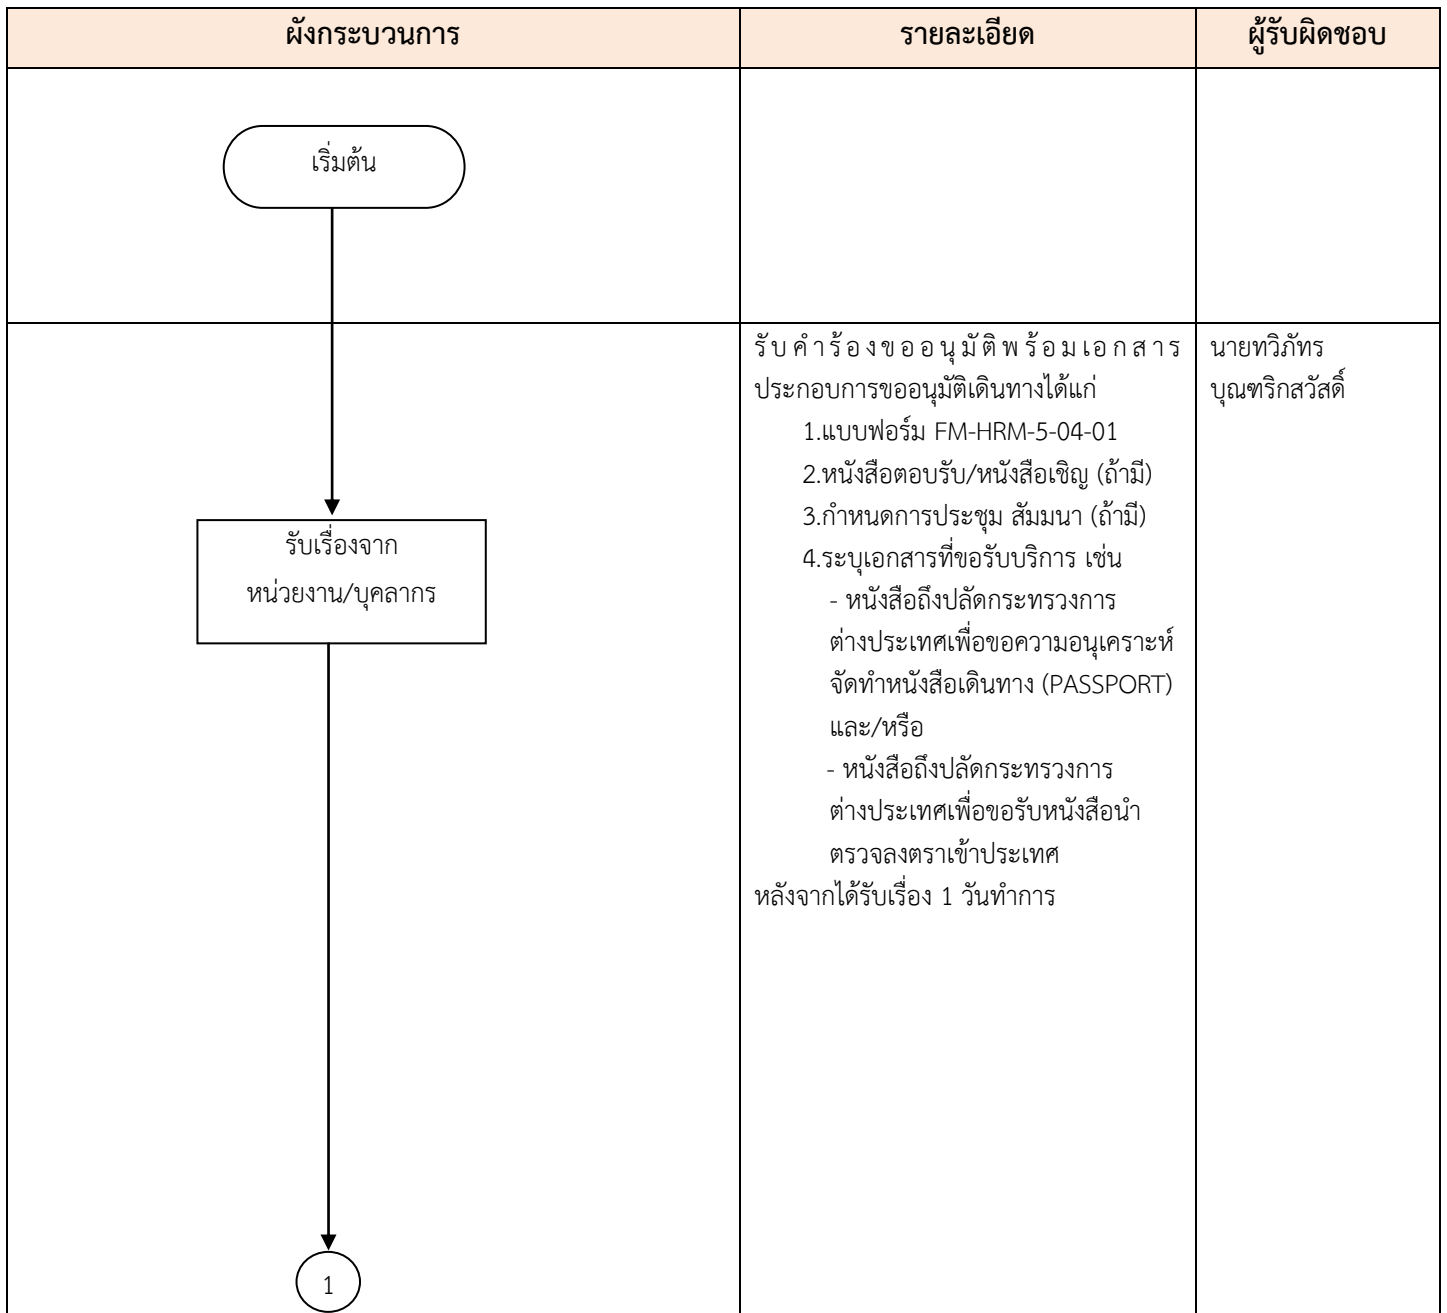 ผังกระบวนการ
รายละเอียด
ผู้รับผิดชอบ
เริ่มต้น
รับเรื่องจาก
หน่วยงาน/บุคลากร
รับคำร้องขออนุมัติพร้อมเอกสาร
ประกอบการขออนุมัติเดินทางได้แก่
1.แบบฟอร์ม FM-HRM-5-04-01
2.หนังสือตอบรับ/หนังสือเชิญ (ถ้ามี)
3.กำหนดการประชุม สัมมนา (ถ้ามี)
4.ระบุเอกสารที่ขอรับบริการ เช่น
- หนังสือถึงปลัดกระทรวงการ
ต่างประเทศเพื่อขอความอนุเคราะห์
จัดทำหนังสือเดินทาง (PASSPORT)
และ/หรือ
- หนังสือถึงปลัดกระทรวงการ
ต่างประเทศเพื่อขอรับหนังสือนำ
ตรวจลงตราเข้าประเทศ
หลังจากได้รับเรื่อง 1 วันทำการ
นายทวิภัทร
บุณฑริกสวัสดิ์
1